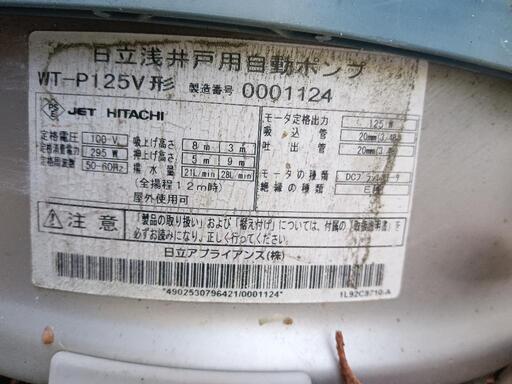 日立浅井戸用自動ポンプ
WT-P125V形 製造番号 0001124
PS E JET HITACHI
定格電圧 100 V
定格消費電力 295 W
定格周波数 50-60Hz
吸上げ高さ 8 m 3 m
押上げ高さ 5 m 9 m
揚水量 21L/min 28L/min
(全揚程12m時)
屋外使用可
モータ定格出力 125 W
吸込管 20mm
吐出管 20mm
モータの種類
絶縁の種類 E種
注意
「製品の取り扱い」および「据え付け」については、付属の「取扱説明書」を
必ずお読みになり、正しく行ってください。
日立アプライアンス(株)
*4902530796421/0001124*
1L92C9710-A